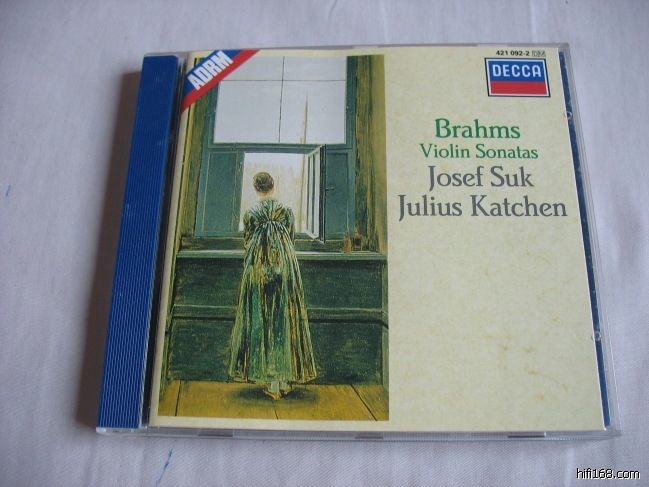 ADRM
421 092-2
DECCA
Brahms
Violin Sonatas
Josef Suk
Julius Katchen
hifi168.com